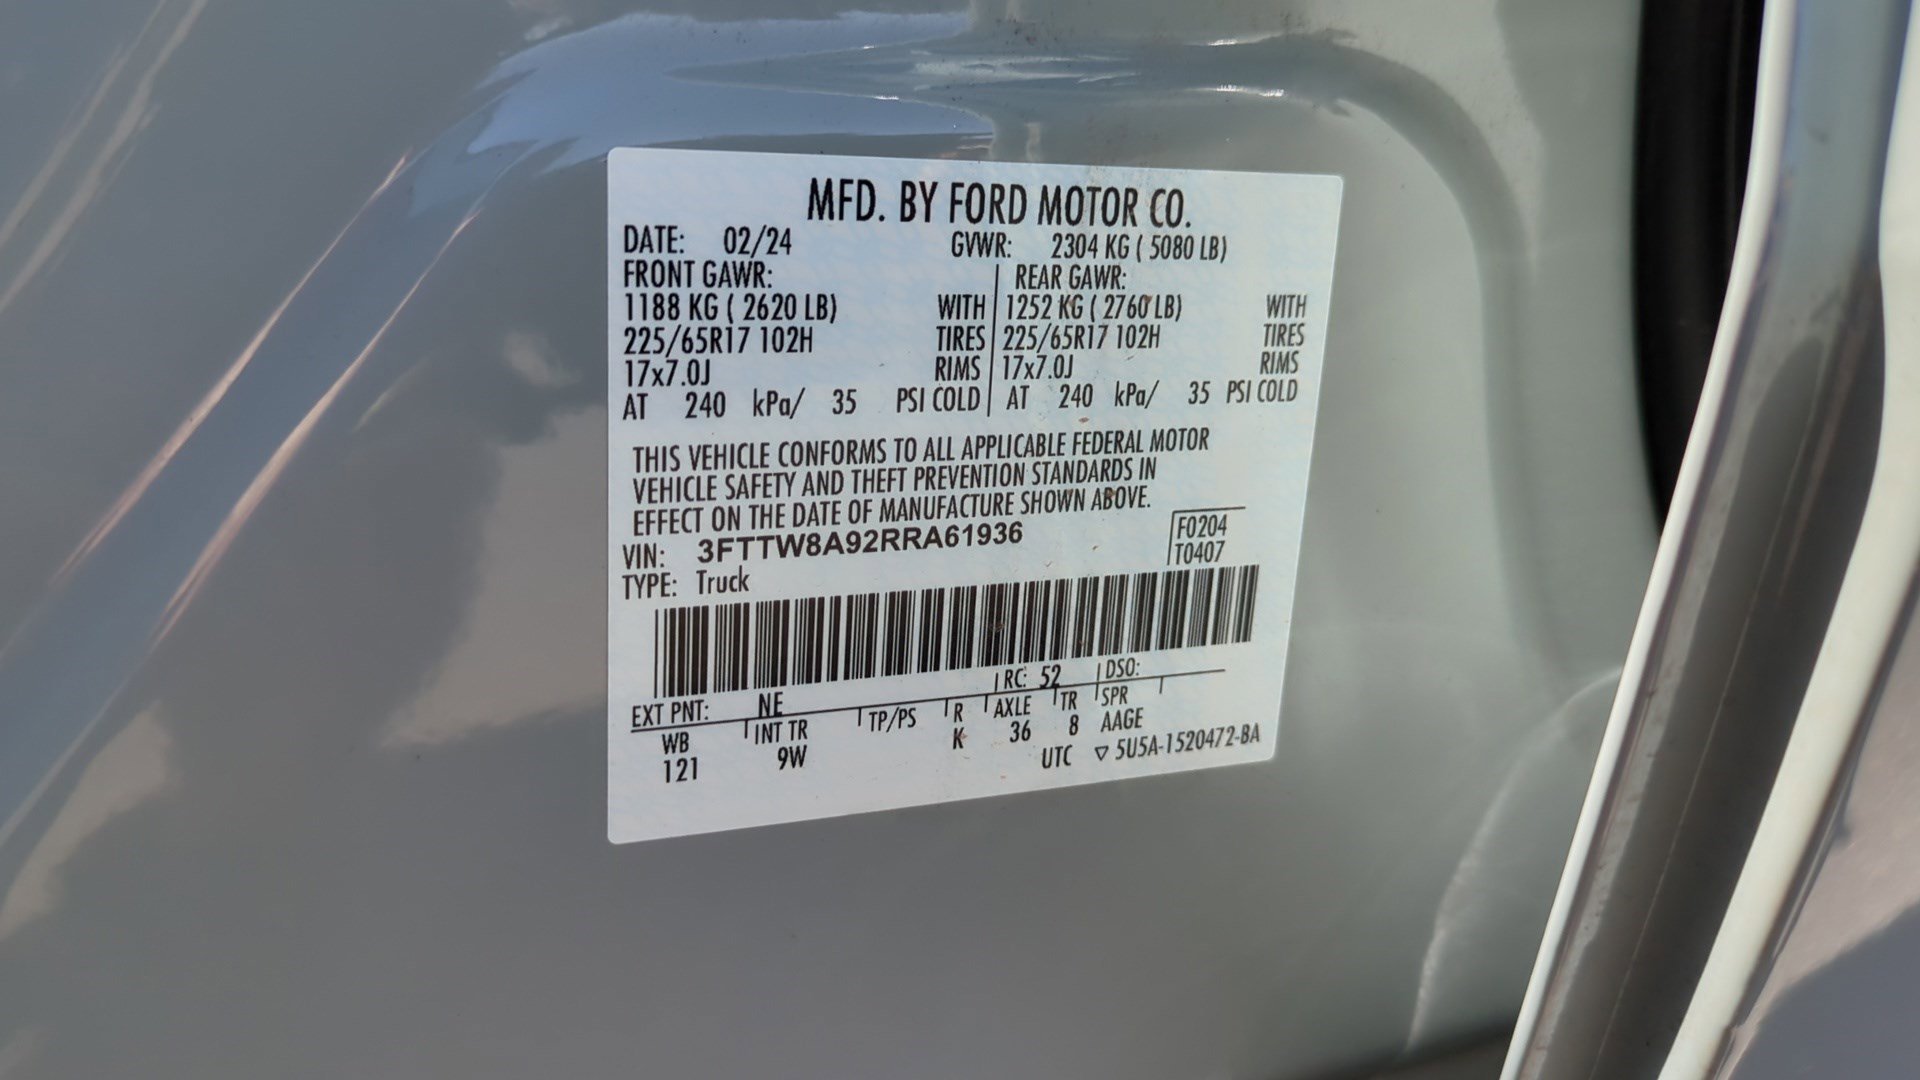 MFD. BY FORD MOTOR CO.
DATE: 02/24 GVWR: 2304 KG ( 5080 LB)
FRONT GAWR: REAR GAWR:
1188 KG ( 2620 LB) WITH 1252 KG ( 2760 LB) WITH
225/65R17 102H TIRES 225/65R17 102H TIRES
17x7.0J RIMS 17x7.0J RIMS
AT 240 kPa/ 35 PSI COLD AT 240 kPa/ 35 PSI COLD
THIS VEHICLE CONFORMS TO ALL APPLICABLE FEDERAL MOTOR
VEHICLE SAFETY AND THEFT PREVENTION STANDARDS IN
EFFECT ON THE DATE OF MANUFACTURE SHOWN ABOVE.
VIN: 3FTTW8A92RRA61936 F0204
TYPE: Truck T0407
EXT PNT: NE RC: 52 DSO:
WB INT TR TP/PS R AXLE TR SPR
121 9W K 36 8 AAGE
UTC ▽ 5U5A-1520472-BA